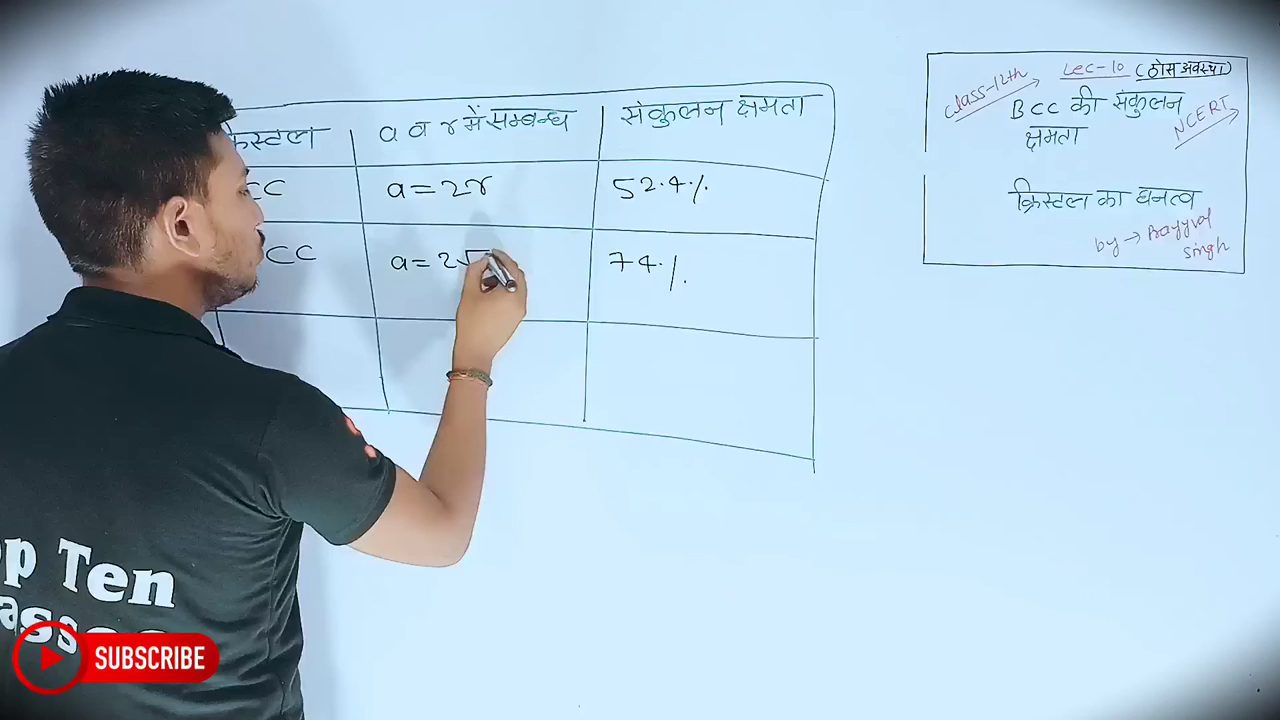 a व r में सम्बन्ध
संकुलन क्षमता
a = 2r
52.4%
CC
a = 2√
74%
Class-12th
Lec-10 (ठोस अवस्था)
BCC की संकुलन
क्षमता
NCERT
क्रिस्टल का घनत्व
by →
Singh
Ten
SUBSCRIBE